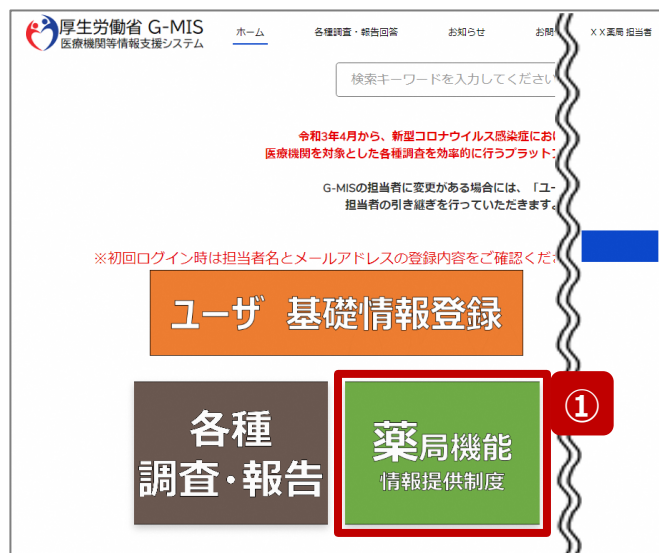 厚生労働省 G-MIS
医療機関等情報支援システム
ホーム 各種調査・報告回答 お知らせ お問 XX薬局 担当者
検索キーワードを入力してください
令和3年4月から、新型コロナウイルス感染症におい
医療機関を対象とした各種調査を効率的に行うプラットフ
G-MISの担当者に変更がある場合には、「ユー
担当者の引き継ぎを行っていただきます。
※初回ログイン時は担当者名とメールアドレスの登録内容をご確認くださ
ユーザ 基礎情報登録
各種
調査・報告
薬局機能
情報提供制度
①